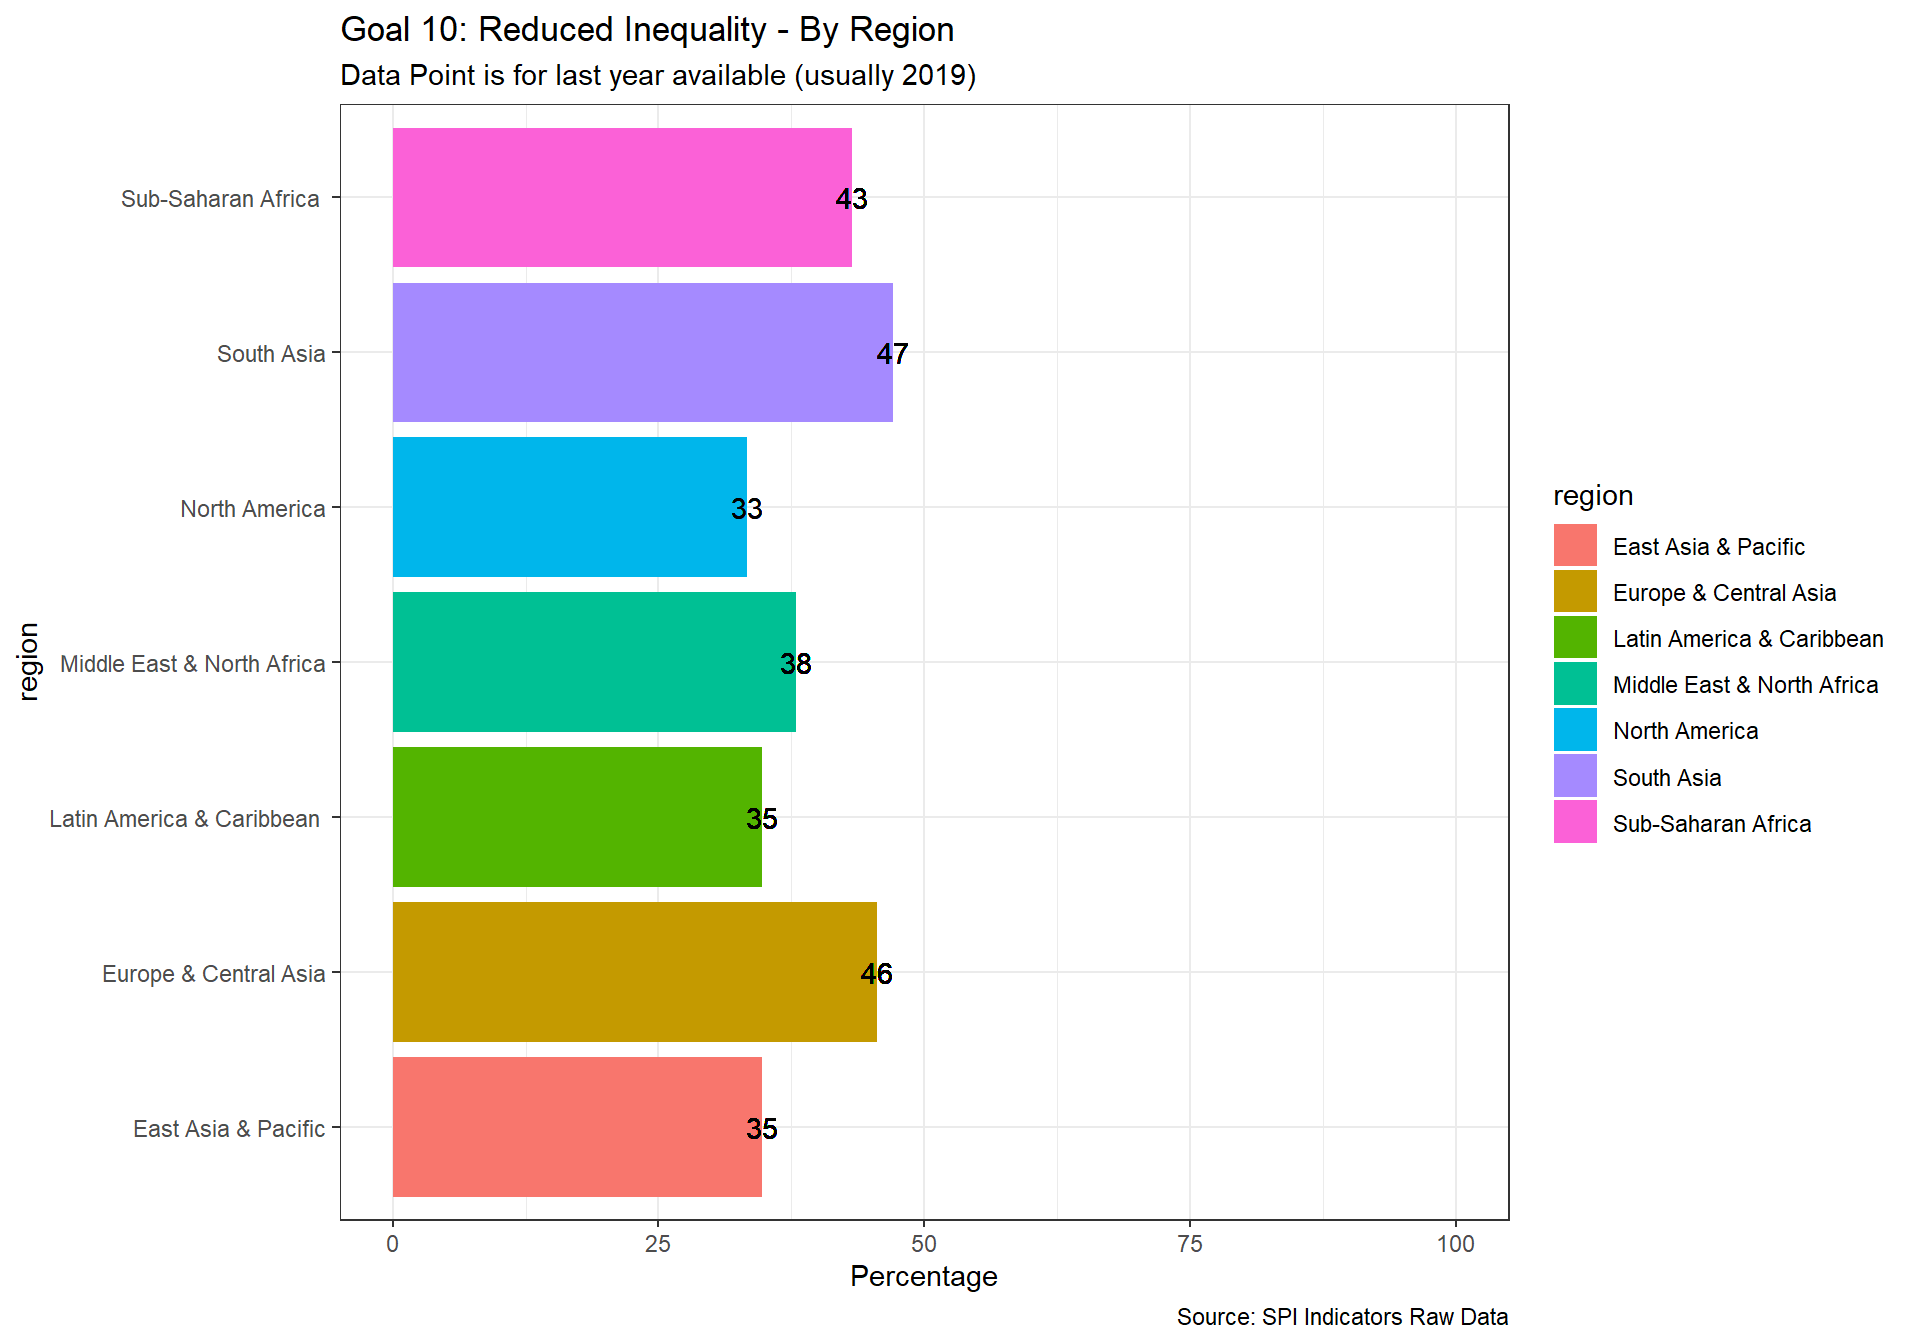 Goal 10: Reduced Inequality - By Region
Data Point is for last year available (usually 2019)
region
Sub-Saharan Africa
43
South Asia
47
North America
33
Middle East & North Africa
38
Latin America & Caribbean
35
Europe & Central Asia
46
East Asia & Pacific
35
0
25
50
75
100
Percentage
region
East Asia & Pacific
Europe & Central Asia
Latin America & Caribbean
Middle East & North Africa
North America
South Asia
Sub-Saharan Africa
Source: SPI Indicators Raw Data